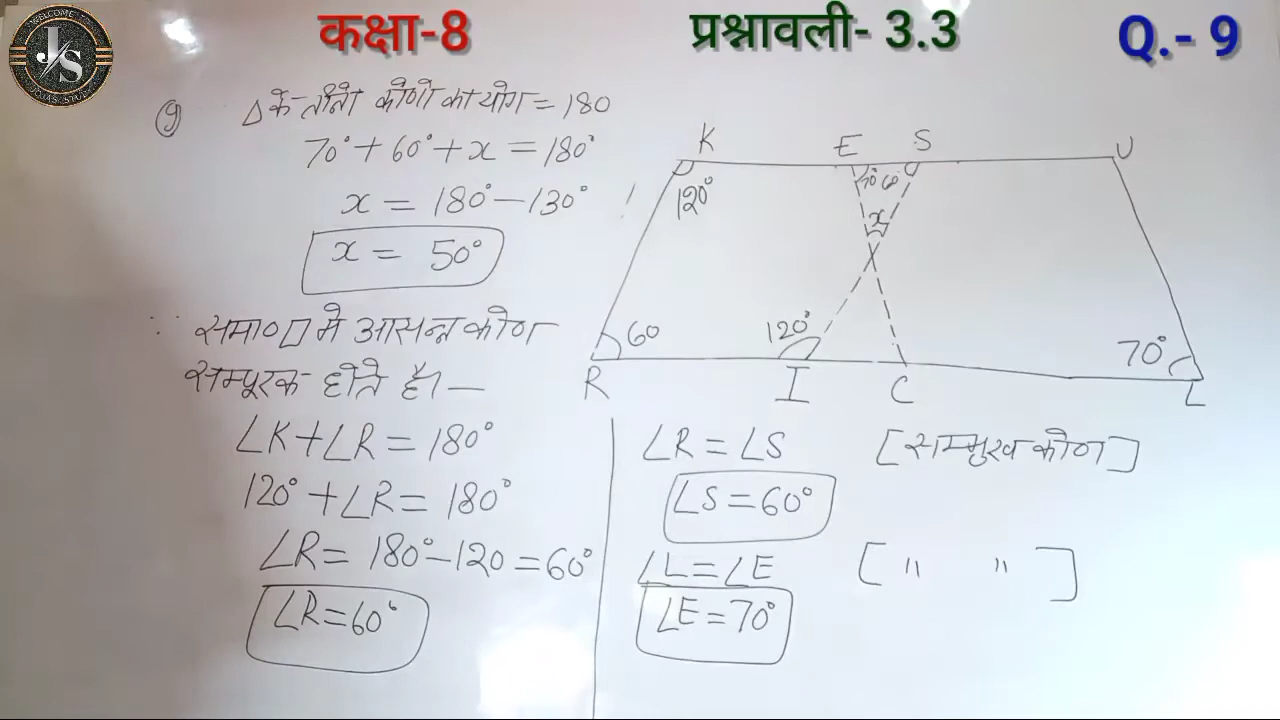 WELCOME
J/S
कक्षा-8
प्रश्नावली- 3.3
Q.- 9
9) △ के तीनो कोणो का योग = 180
70° + 60° + x = 180°
x = 180° - 130°
x = 50°
∵ समा० ▱ मे आसन्न कोण
सम्पूरक होते है। —
∠K + ∠R = 180°
120° + ∠R = 180°
∠R = 180° - 120 = 60°
∠R = 60°
K E S U
120° 70° 60°
x
60 120° 70°
R I C L
∠R = ∠S [सम्मुख कोण]
∠S = 60°
∠L = ∠E [ " " ]
∠E = 70°